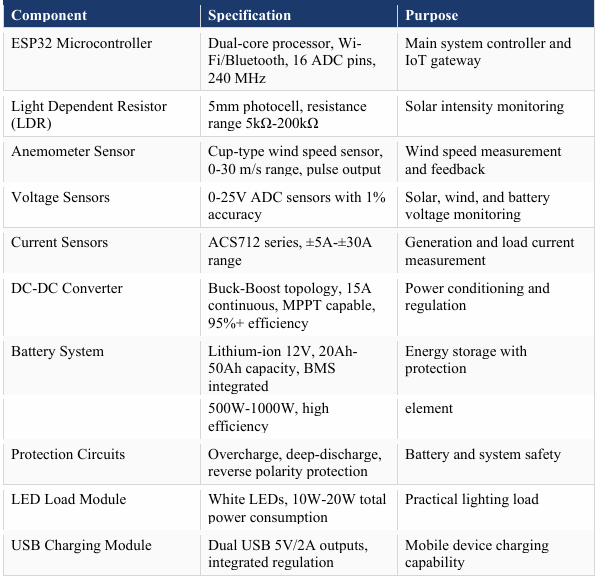 Component Specification Purpose
ESP32 Microcontroller Dual-core processor, Wi- Main system controller and
Fi/Bluetooth, 16 ADC pins, IoT gateway
240 MHz
Light Dependent Resistor 5mm photocell, resistance Solar intensity monitoring
(LDR) range 5kΩ-200kΩ
Anemometer Sensor Cup-type wind speed sensor, Wind speed measurement
0-30 m/s range, pulse output and feedback
Voltage Sensors 0-25V ADC sensors with 1% Solar, wind, and battery
accuracy voltage monitoring
Current Sensors ACS712 series, ±5A-±30A Generation and load current
range measurement
DC-DC Converter Buck-Boost topology, 15A Power conditioning and
continuous, MPPT capable, regulation
95%+ efficiency
Battery System Lithium-ion 12V, 20Ah- Energy storage with
50Ah capacity, BMS protection
integrated
500W-1000W, high element
efficiency
Protection Circuits Overcharge, deep-discharge, Battery and system safety
reverse polarity protection
LED Load Module White LEDs, 10W-20W total Practical lighting load
power consumption
USB Charging Module Dual USB 5V/2A outputs, Mobile device charging
integrated regulation capability